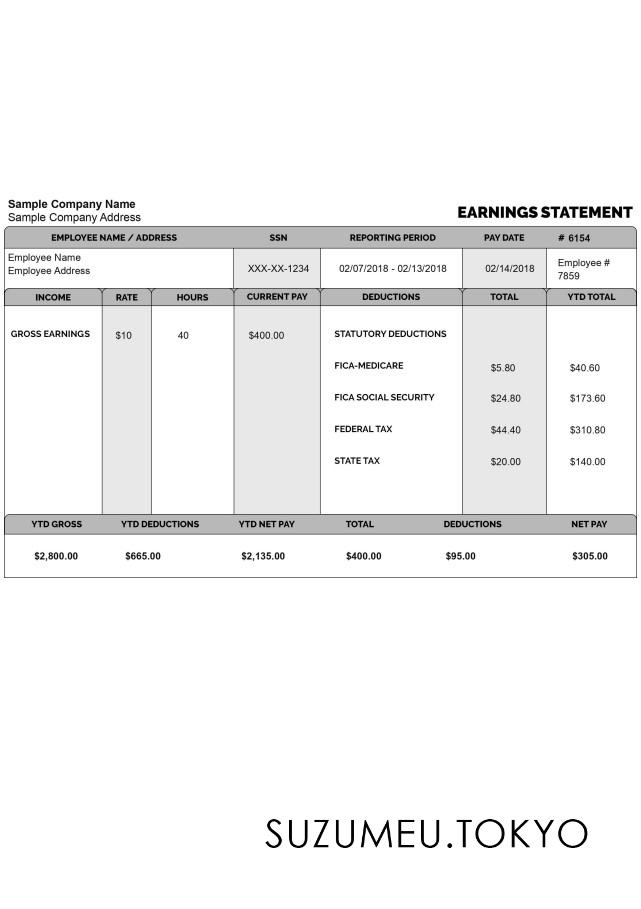 Sample Company Name
Sample Company Address
EARNINGS STATEMENT
EMPLOYEE NAME / ADDRESS SSN REPORTING PERIOD PAY DATE # 6154
Employee Name
Employee Address
XXX-XX-1234 02/07/2018 - 02/13/2018 02/14/2018
Employee #
7859
INCOME RATE HOURS CURRENT PAY DEDUCTIONS TOTAL YTD TOTAL
GROSS EARNINGS $10 40 $400.00 STATUTORY DEDUCTIONS
FICA-MEDICARE $5.80 $40.60
FICA SOCIAL SECURITY $24.80 $173.60
FEDERAL TAX $44.40 $310.80
STATE TAX $20.00 $140.00
YTD GROSS YTD DEDUCTIONS YTD NET PAY TOTAL DEDUCTIONS NET PAY
$2,800.00 $665.00 $2,135.00 $400.00 $95.00 $305.00
SUZUMEU.TOKYO